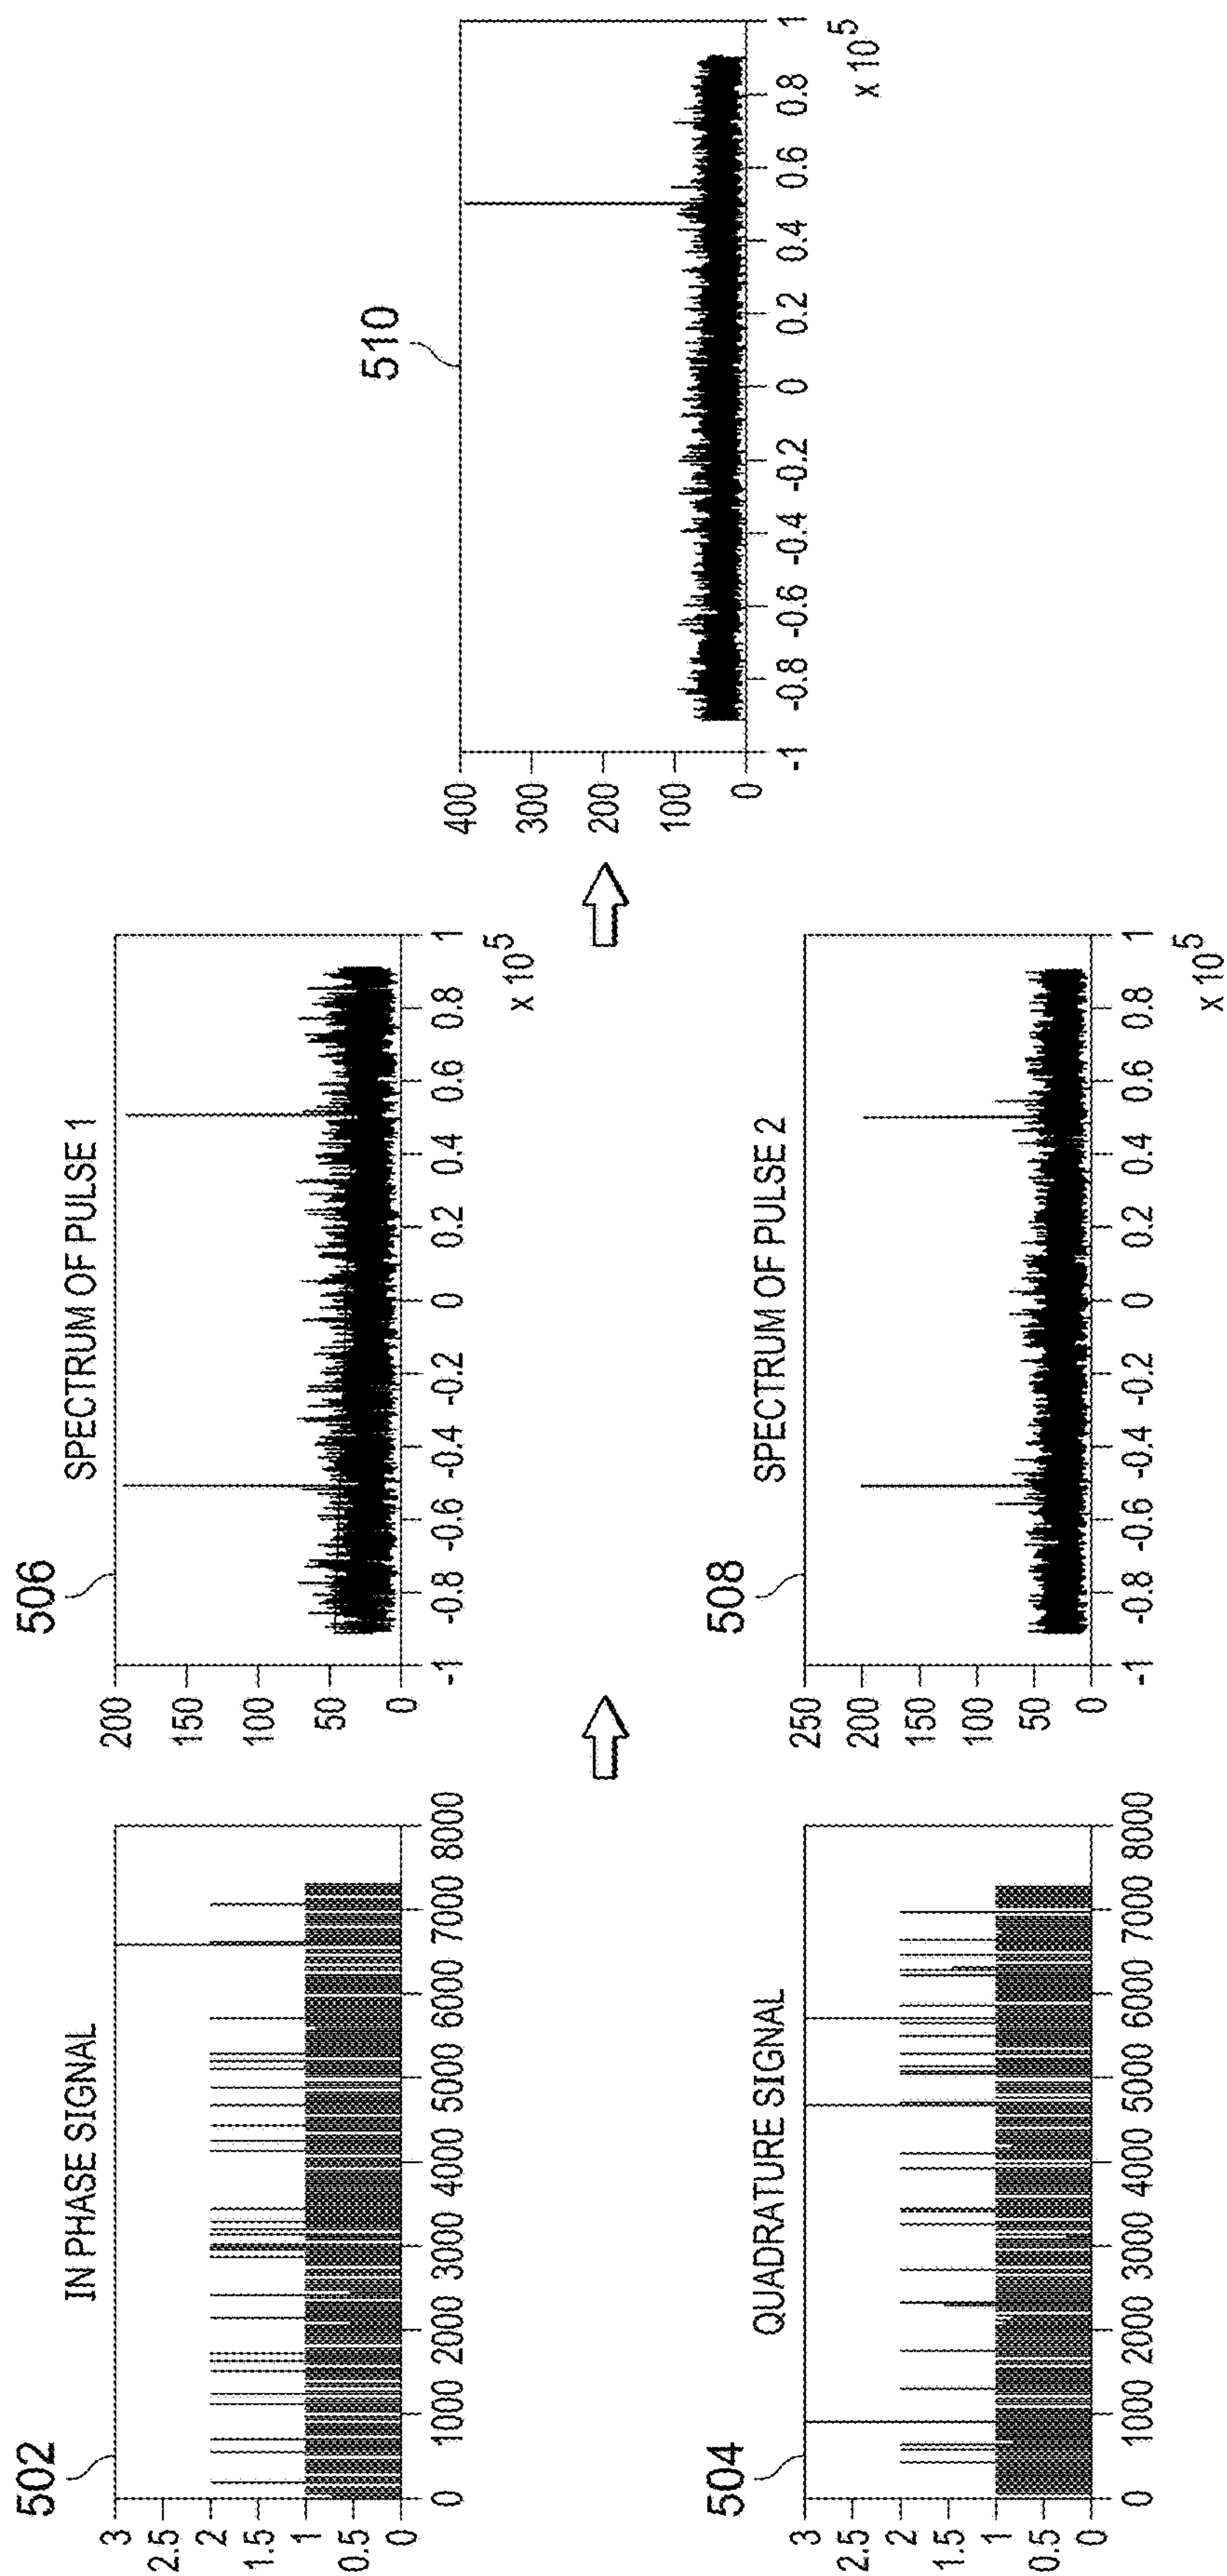 502
IN PHASE SIGNAL
3
2.5
2
1.5
1
0.5
0
0 1000 2000 3000 4000 5000 6000 7000 8000
504
QUADRATURE SIGNAL
3
2.5
2
1.5
1
0.5
0
0 1000 2000 3000 4000 5000 6000 7000 8000
506
SPECTRUM OF PULSE 1
200
150
100
50
0
-1 -0.8 -0.6 -0.4 -0.2 0 0.2 0.4 0.6 0.8 1
x 10^5
508
SPECTRUM OF PULSE 2
250
200
150
100
50
0
-1 -0.8 -0.6 -0.4 -0.2 0 0.2 0.4 0.6 0.8 1
x 10^5
510
400
300
200
100
0
-1 -0.8 -0.6 -0.4 -0.2 0 0.2 0.4 0.6 0.8 1
x 10^5